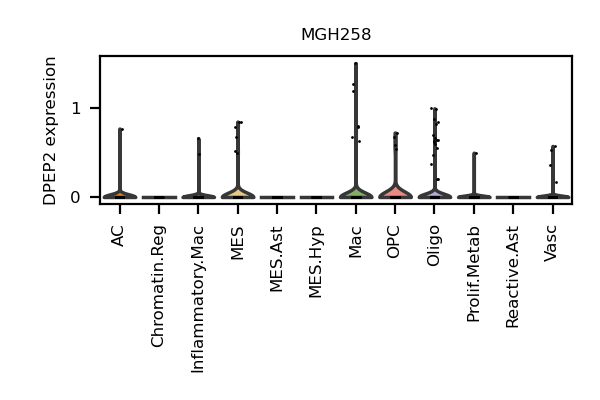 MGH258
DPEP2 expression
1
0
AC
Chromatin.Reg
Inflammatory.Mac
MES
MES.Ast
MES.Hyp
Mac
OPC
Oligo
Prolif.Metab
Reactive.Ast
Vasc